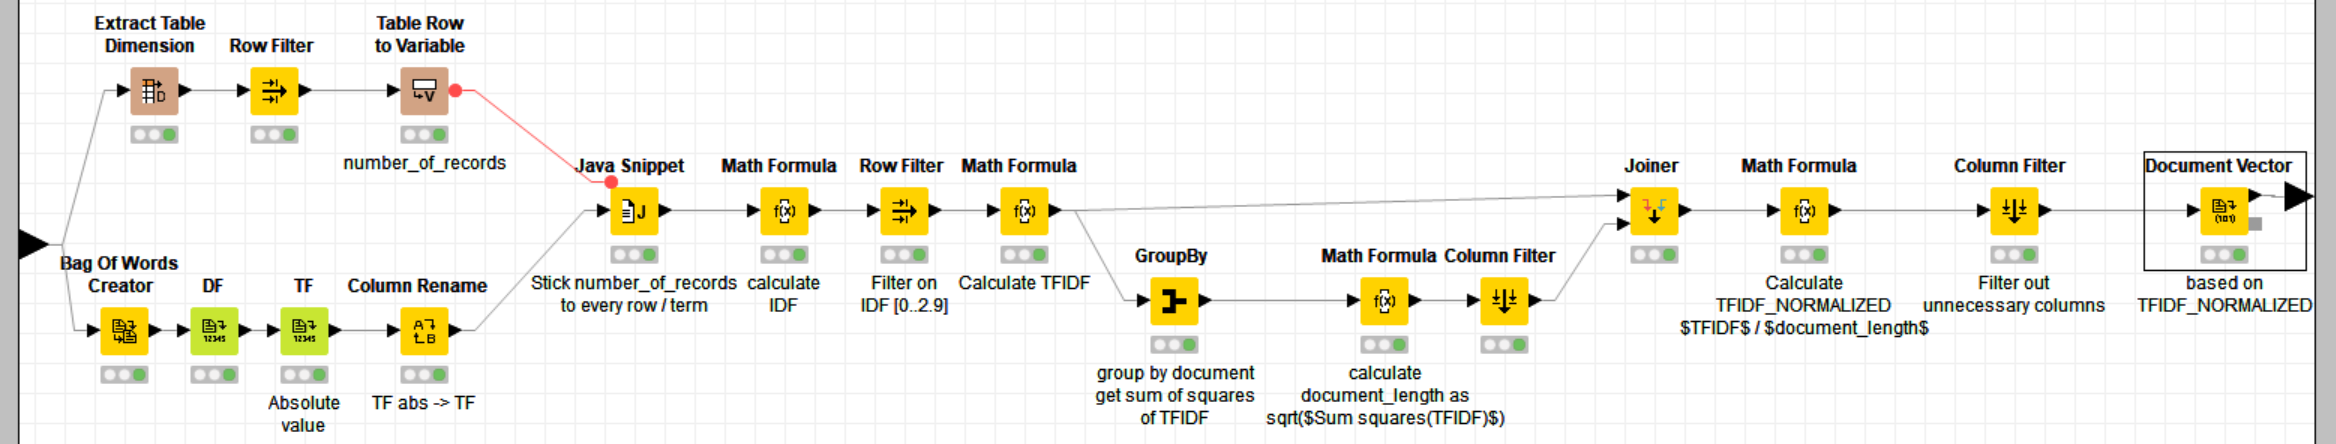 Extract Table
Dimension
Row Filter
Table Row
to Variable
number_of_records
Bag Of Words
Creator
DF
TF
Absolute
value
Column Rename
TF abs -> TF
Java Snippet
Stick number_of_records
to every row / term
Math Formula
calculate
IDF
Row Filter
Filter on
IDF [0..2.9]
Math Formula
Calculate TFIDF
GroupBy
group by document
get sum of squares
of TFIDF
Math Formula
calculate
document_length as
sqrt($Sum squares(TFIDF)$)
Column Filter
Joiner
Math Formula
Calculate
TFIDF_NORMALIZED
$TFIDF$ / $document_length$
Column Filter
Filter out
unnecessary columns
Document Vector
based on
TFIDF_NORMALIZED